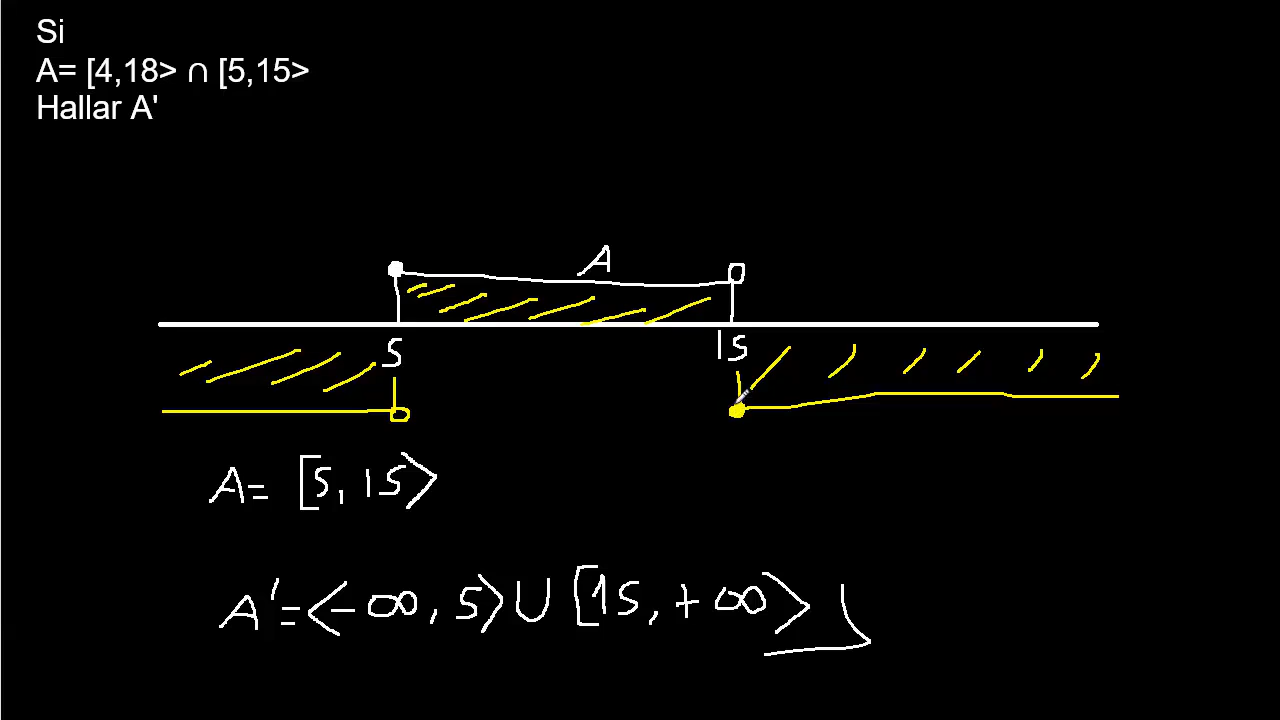 Si
A= [4,18> ∩ [5,15>
Hallar A'
A
5 15
A= [5, 15>
A'=<-∞, 5> U [15, +∞>